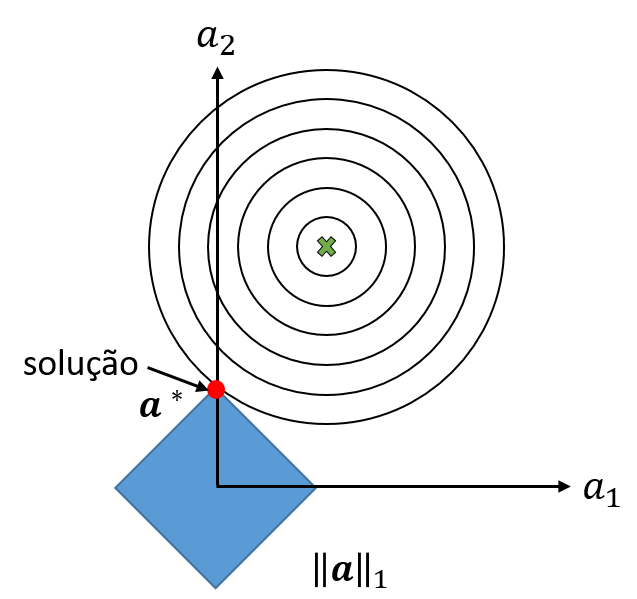 a₂
solução
a *
a₁
‖a‖₁